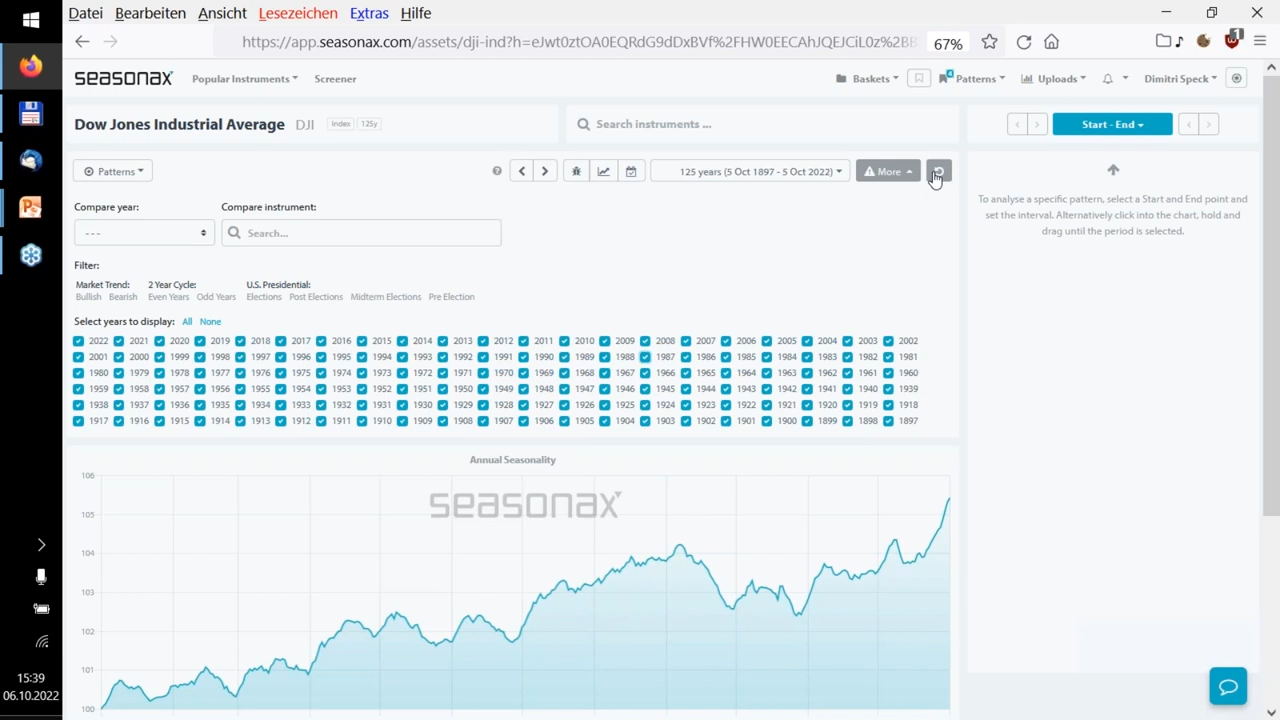 Datei Bearbeiten Ansicht Lesezeichen Extras Hilfe
https://app.seasonax.com/assets/dji-ind?h=eJwt0ztOA0EQRdG9dDxBVf%2FHW0EECAhJQEJCiL0z%2BB 67% 1
seasonax Popular Instruments Screener Baskets 4 Patterns Uploads Dimitri Speck
Dow Jones Industrial Average DJI Index 125y Search instruments ... Start - End
Patterns 125 years (5 Oct 1897 - 5 Oct 2022) More
To analyse a specific pattern, select a Start and End point and
set the interval. Alternatively click into the chart, hold and
drag until the period is selected.
Compare year: Compare instrument:
--- Search...
Filter:
Market Trend: 2 Year Cycle: U.S. Presidential:
Bullish Bearish Even Years Odd Years Elections Post Elections Midterm Elections Pre Election
Select years to display: All None
2022 2021 2020 2019 2018 2017 2016 2015 2014 2013 2012 2011 2010 2009 2008 2007 2006 2005 2004 2003 2002
2001 2000 1999 1998 1997 1996 1995 1994 1993 1992 1991 1990 1989 1988 1987 1986 1985 1984 1983 1982 1981
1980 1979 1978 1977 1976 1975 1974 1973 1972 1971 1970 1969 1968 1967 1966 1965 1964 1963 1962 1961 1960
1959 1958 1957 1956 1955 1954 1953 1952 1951 1950 1949 1948 1947 1946 1945 1944 1943 1942 1941 1940 1939
1938 1937 1936 1935 1934 1933 1932 1931 1930 1929 1928 1927 1926 1925 1924 1923 1922 1921 1920 1919 1918
1917 1916 1915 1914 1913 1912 1911 1910 1909 1908 1907 1906 1905 1904 1903 1902 1901 1900 1899 1898 1897
Annual Seasonality
seasonax
106
105
104
103
102
101
100
15:39
06.10.2022